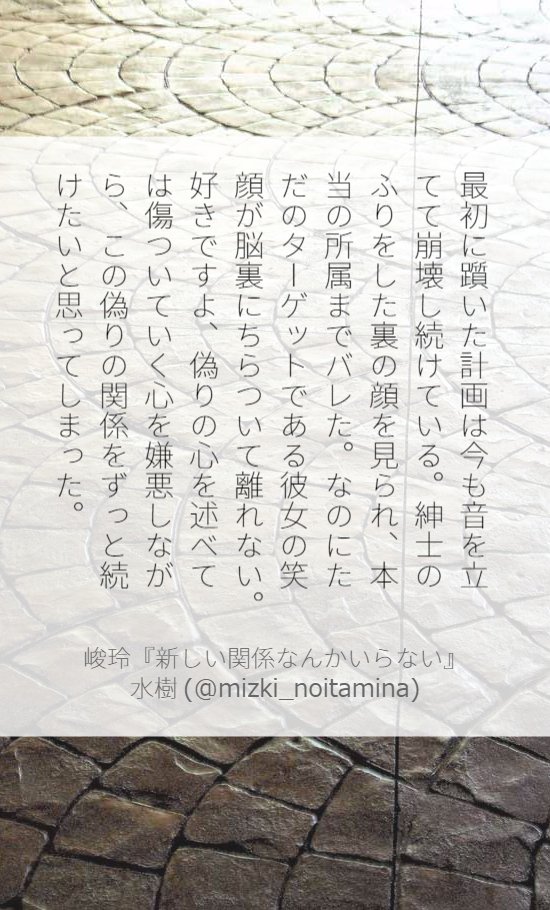 最初に躓いた計画は今も音を立
てて崩壊し続けている。紳士の
ふりをした裏の顔を見られ、本
当の所属までバレた。なのにた
だのターゲットである彼女の笑
顔が脳裏にちらついて離れない。
好きですよ、偽りの心を述べて
は傷ついていく心を嫌悪しなが
ら、この偽りの関係をずっと続
けたいと思ってしまった。
峻玲『新しい関係なんかいらない』
水樹 (@mizki_noitamina)